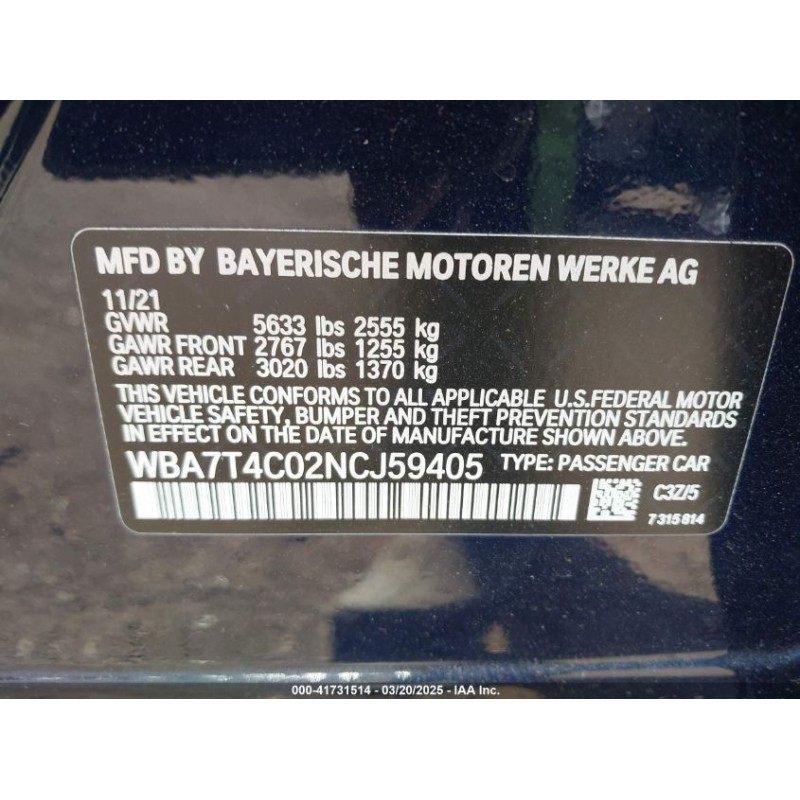 MFD BY BAYERISCHE MOTOREN WERKE AG
11/21
GVWR 5633 lbs 2555 kg
GAWR FRONT 2767 lbs 1255 kg
GAWR REAR 3020 lbs 1370 kg
THIS VEHICLE CONFORMS TO ALL APPLICABLE U.S.FEDERAL MOTOR
VEHICLE SAFETY, BUMPER AND THEFT PREVENTION STANDARDS
IN EFFECT ON THE DATE OF MANUFACTURE SHOWN ABOVE.
WBA7T4C02NCJ59405 TYPE: PASSENGER CAR
C3Z/5
7315814
000-41731514 - 03/20/2025 - IAA Inc.